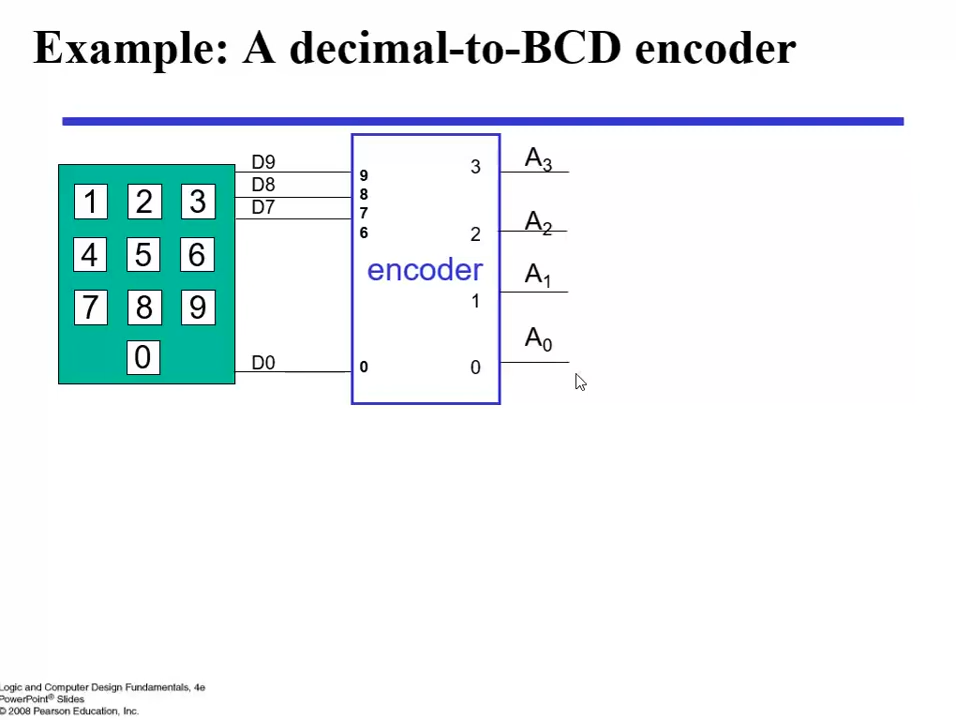 Example: A decimal-to-BCD encoder
1 2 3
4 5 6
7 8 9
0
D9
D8
D7
D0
9
8
7
6
0
encoder
3
2
1
0
A3
A2
A1
A0
Logic and Computer Design Fundamentals, 4e
PowerPoint® Slides
© 2008 Pearson Education, Inc.